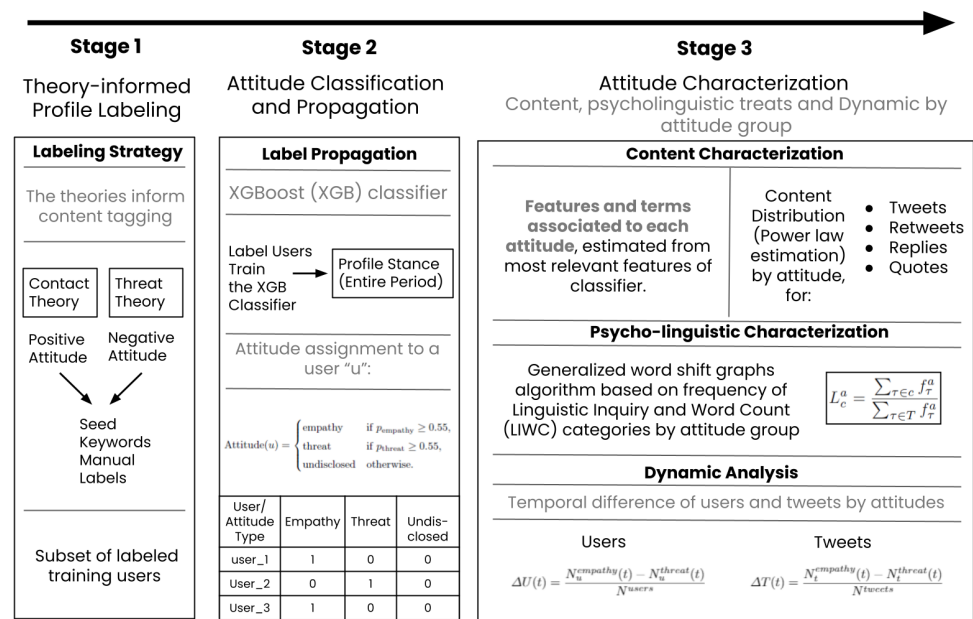 Stage 1
Theory-informed
Profile Labeling
Labeling Strategy
The theories inform
content tagging
Contact
Theory
Threat
Theory
Positive
Attitude
Negative
Attitude
Seed
Keywords
Manual
Labels
Subset of labeled
training users
Stage 2
Attitude Classification
and Propagation
Label Propagation
XGBoost (XGB) classifier
Label Users
Train
the XGB
Classifier
Profile Stance
(Entire Period)
Attitude assignment to a
user “u”:
Attitude(u) = { empathy if p_empathy ≥ 0.55,
threat if p_threat ≥ 0.55,
undisclosed otherwise.
User/
Attitude
Type
Empathy
Threat
Undis-
closed
user_1 1 0 0
User_2 0 1 0
User_3 1 0 0
Stage 3
Attitude Characterization
Content, psycholinguistic treats and Dynamic by
attitude group
Content Characterization
Features and terms
associated to each
attitude, estimated from
most relevant features of
classifier.
Content
Distribution
(Power law
estimation)
by attitude,
for:
● Tweets
● Retweets
● Replies
● Quotes
Psycho-linguistic Characterization
Generalized word shift graphs
algorithm based on frequency of
Linguistic Inquiry and Word Count
(LIWC) categories by attitude group
L_c^a = ∑_{τ∈c} f_τ^a / ∑_{τ∈T} f_τ^a
Dynamic Analysis
Temporal difference of users and tweets by attitudes
Users
ΔU(t) = N_u^{empathy}(t) − N_u^{threat}(t) / N^{users}
Tweets
ΔT(t) = N_t^{empathy}(t) − N_t^{threat}(t) / N^{tweets}